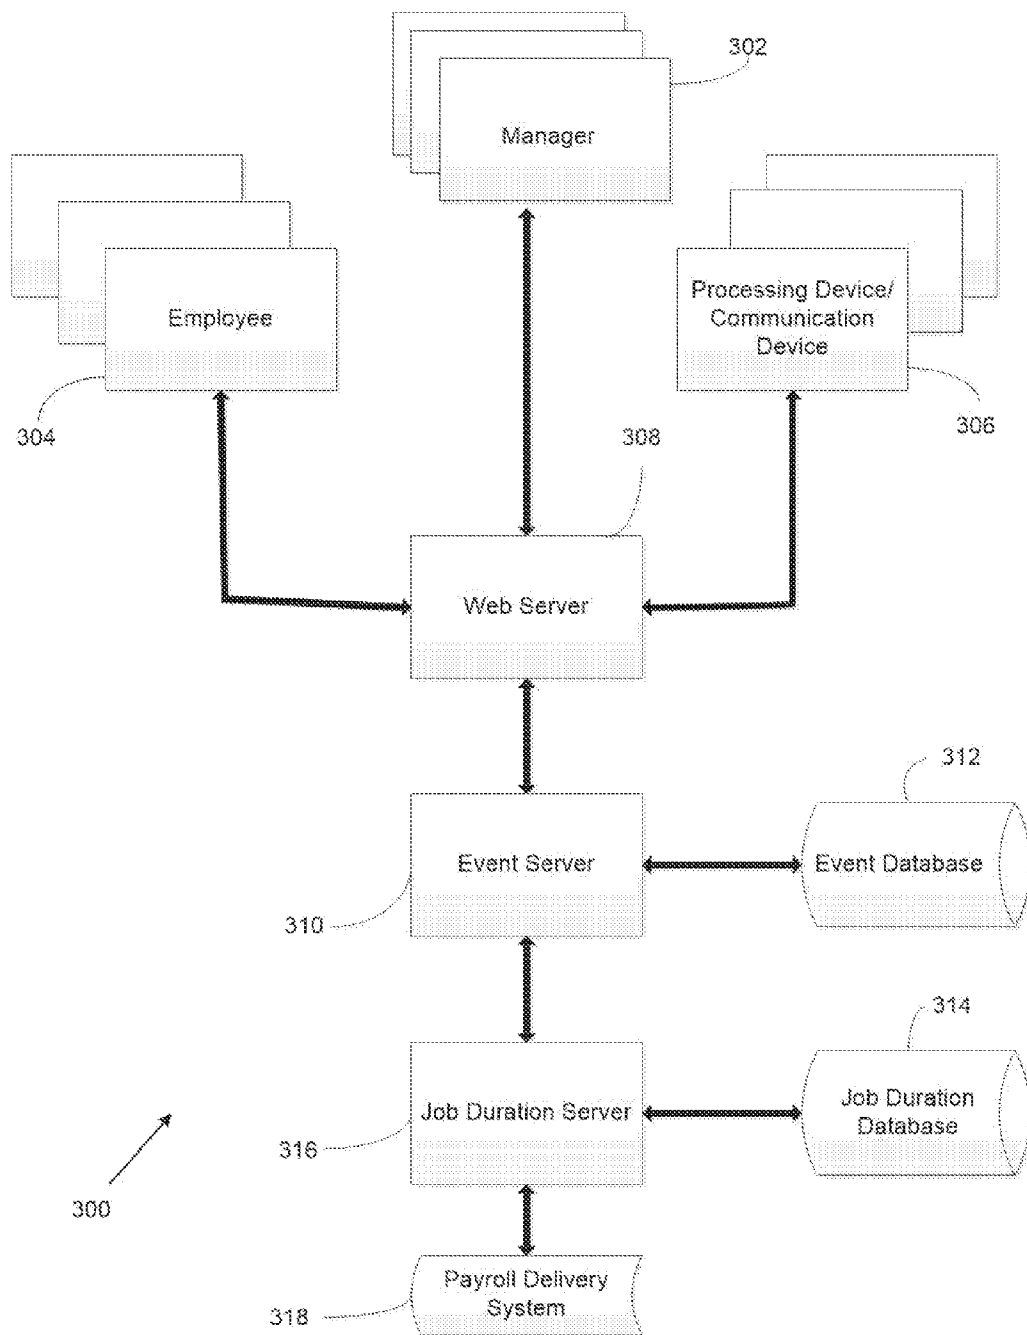 302
Manager
Employee
Processing Device/
Communication
Device
304
306
308
Web Server
312
Event Server
Event Database
310
314
Job Duration Server
Job Duration
Database
316
300
Payroll Delivery
System
318